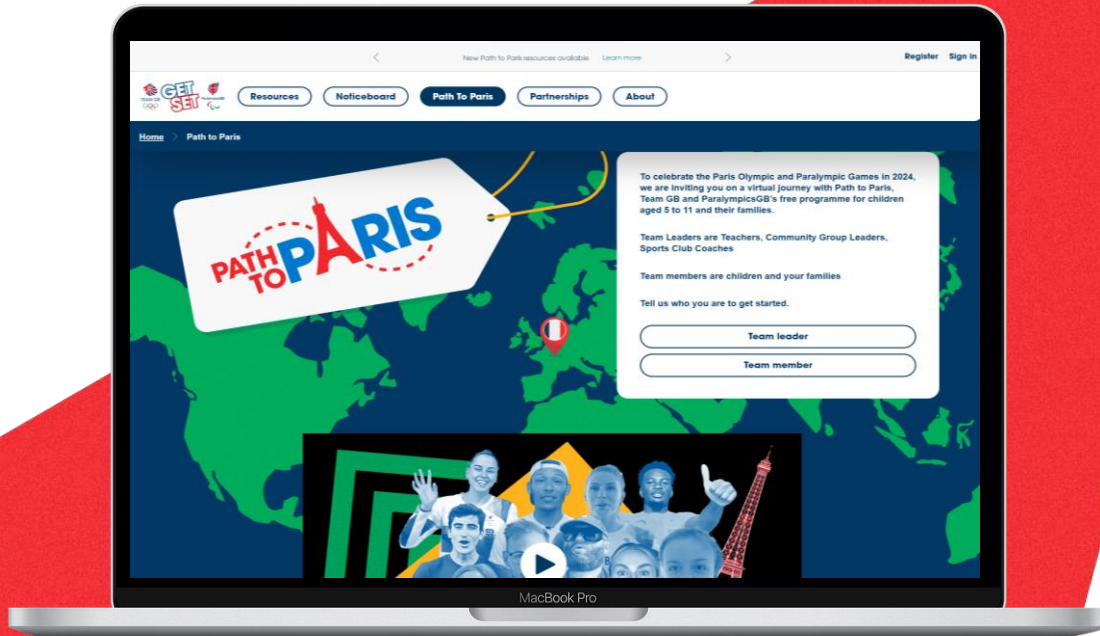 New Path to Paris resources available Learn more
Register Sign in
TEAM GB
GET
SET
Resources
Noticeboard
Path To Paris
Partnerships
About
Home > Path to Paris
PATH
TO
PARIS
To celebrate the Paris Olympic and Paralympic Games in 2024,
we are inviting you on a virtual journey with Path to Paris,
Team GB and ParalympicsGB's free programme for children
aged 5 to 11 and their families.
Team Leaders are Teachers, Community Group Leaders,
Sports Club Coaches
Team members are children and your families
Tell us who you are to get started.
Team leader
Team member
MacBook Pro